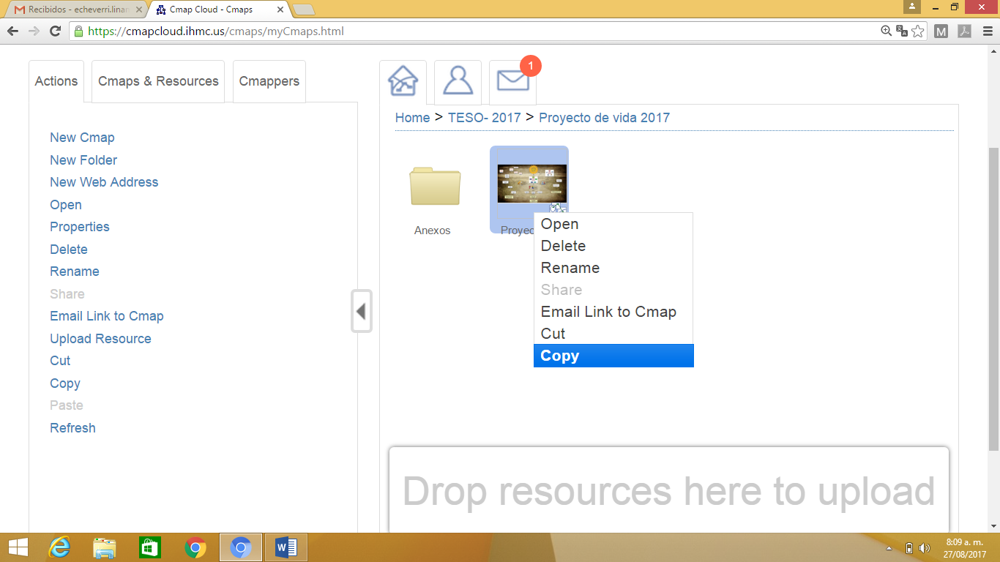 Recibidos - echeverri.linan
Cmap Cloud - Cmaps
https://cmapcloud.ihmc.us/cmaps/myCmaps.html
Actions
Cmaps & Resources
Cmappers
1
Home > TESO- 2017 > Proyecto de vida 2017
New Cmap
New Folder
New Web Address
Open
Properties
Delete
Rename
Share
Email Link to Cmap
Upload Resource
Cut
Copy
Paste
Refresh
Anexos
Proyec
Open
Delete
Rename
Share
Email Link to Cmap
Cut
Copy
Drop resources here to upload
8:09 a. m.
27/08/2017